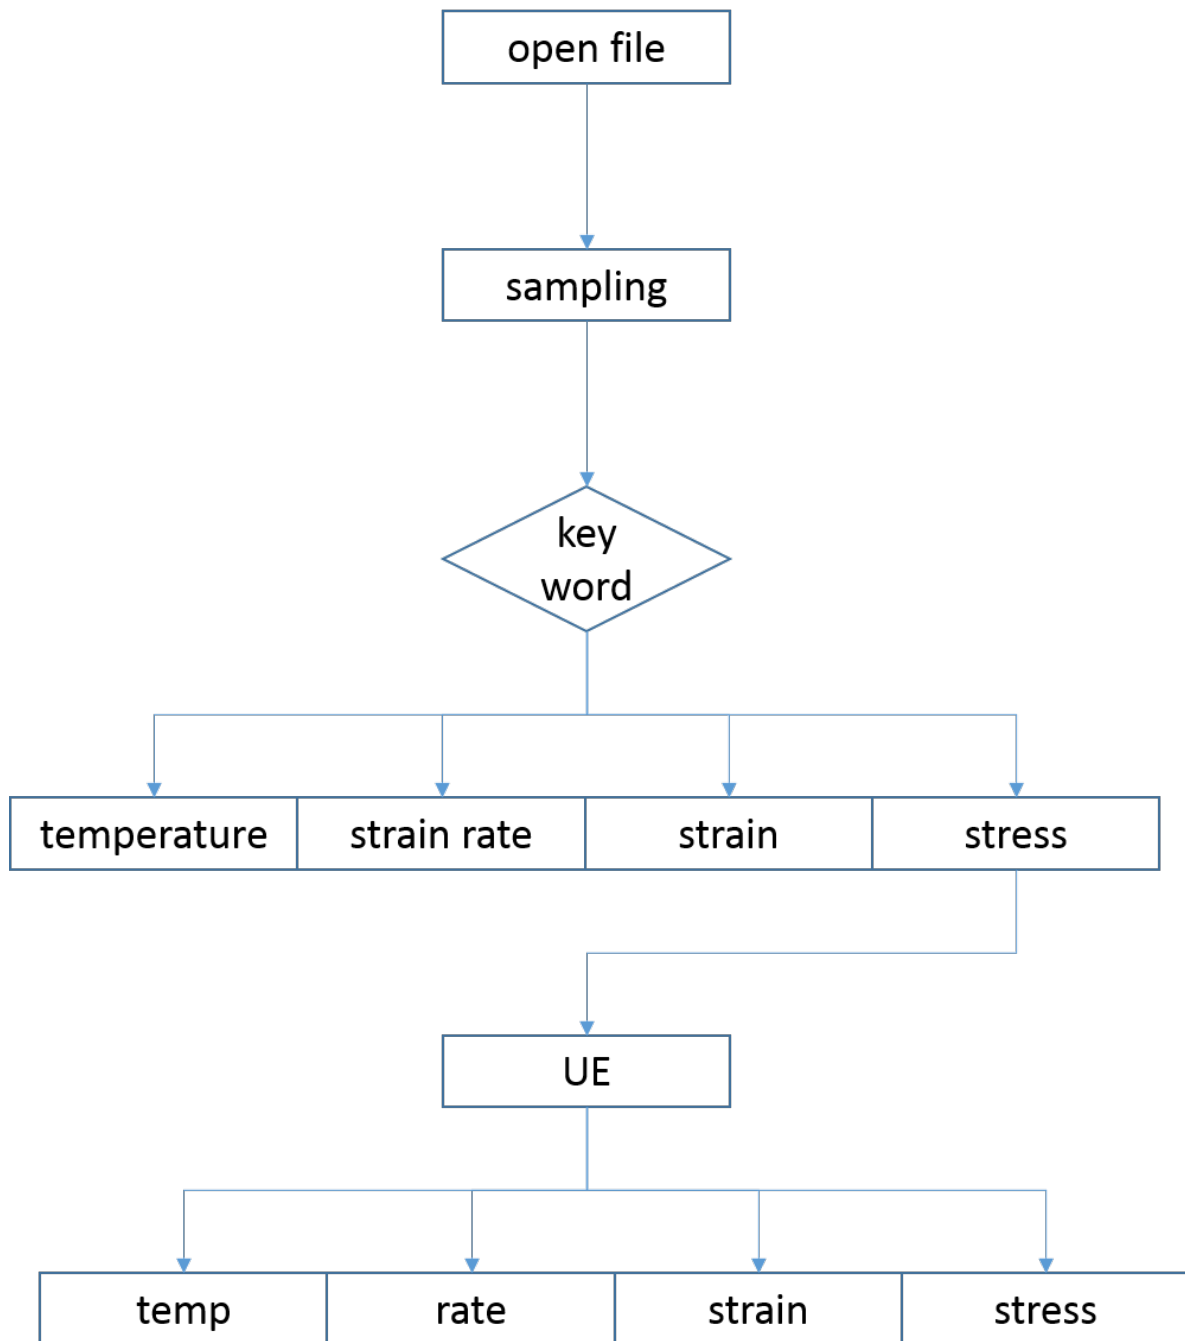 open file
sampling
key
word
temperature
strain rate
strain
stress
UE
temp
rate
strain
stress